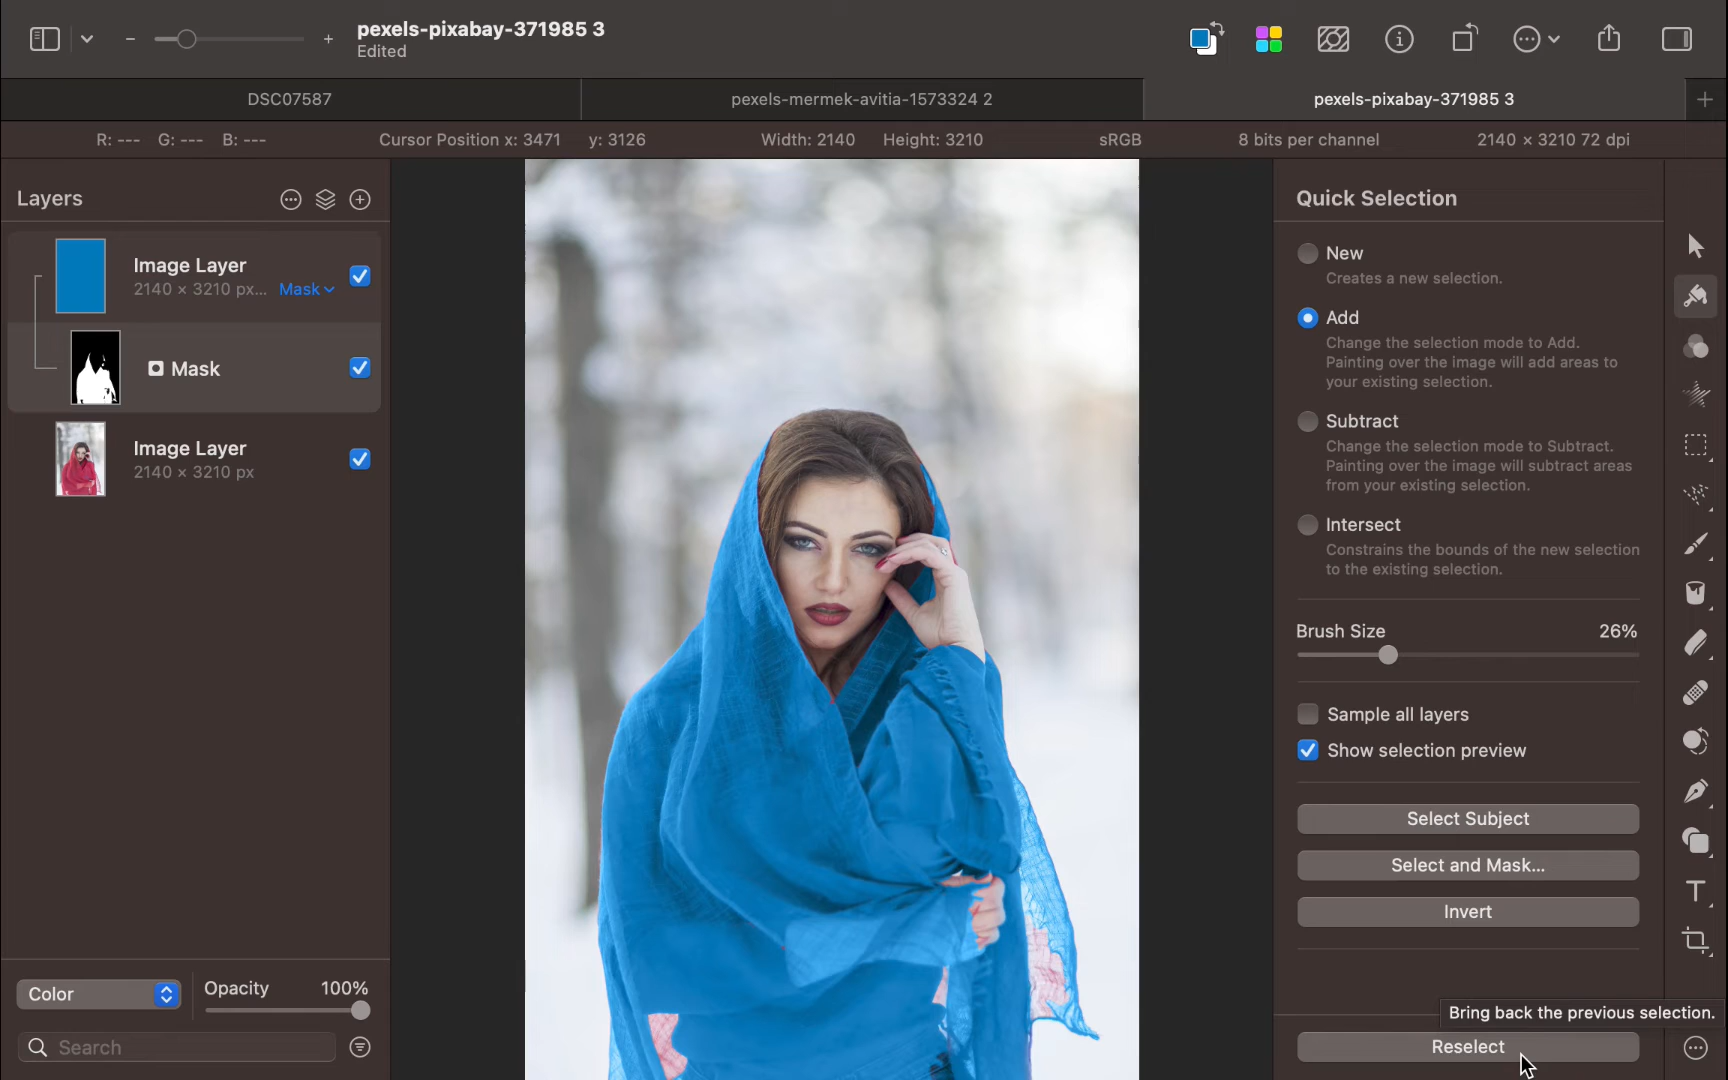 pexels-pixabay-371985 3
Edited
DSC07587
pexels-mermek-avitia-1573324 2
pexels-pixabay-371985 3
R: --- G: --- B: ---
Cursor Position x: 3471 y: 3126
Width: 2140 Height: 3210
sRGB
8 bits per channel
2140 × 3210 72 dpi
Layers
Image Layer
2140 × 3210 px... Mask
Mask
Image Layer
2140 × 3210 px
Color
Opacity 100%
Search
Quick Selection
New
Creates a new selection.
Add
Change the selection mode to Add.
Painting over the image will add areas to
your existing selection.
Subtract
Change the selection mode to Subtract.
Painting over the image will subtract areas
from your existing selection.
Intersect
Constrains the bounds of the new selection
to the existing selection.
Brush Size 26%
Sample all layers
Show selection preview
Select Subject
Select and Mask...
Invert
Bring back the previous selection.
Reselect